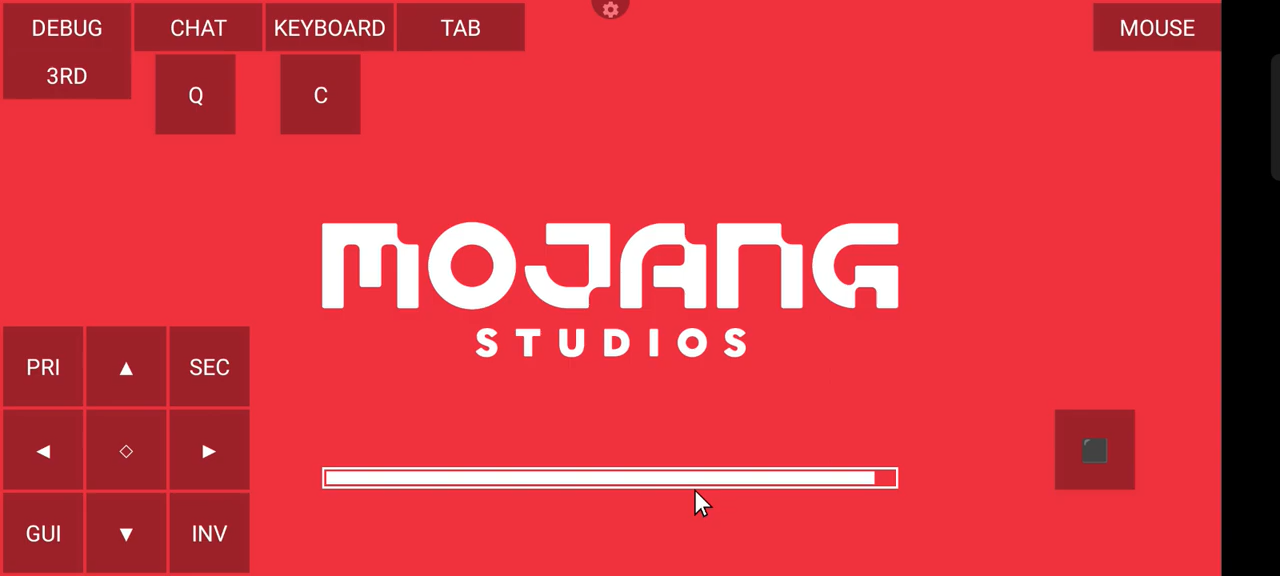 DEBUG CHAT KEYBOARD TAB MOUSE
3RD
Q C
MOJANG
STUDIOS
PRI ▲ SEC
◀ ◇ ▶
GUI ▼ INV